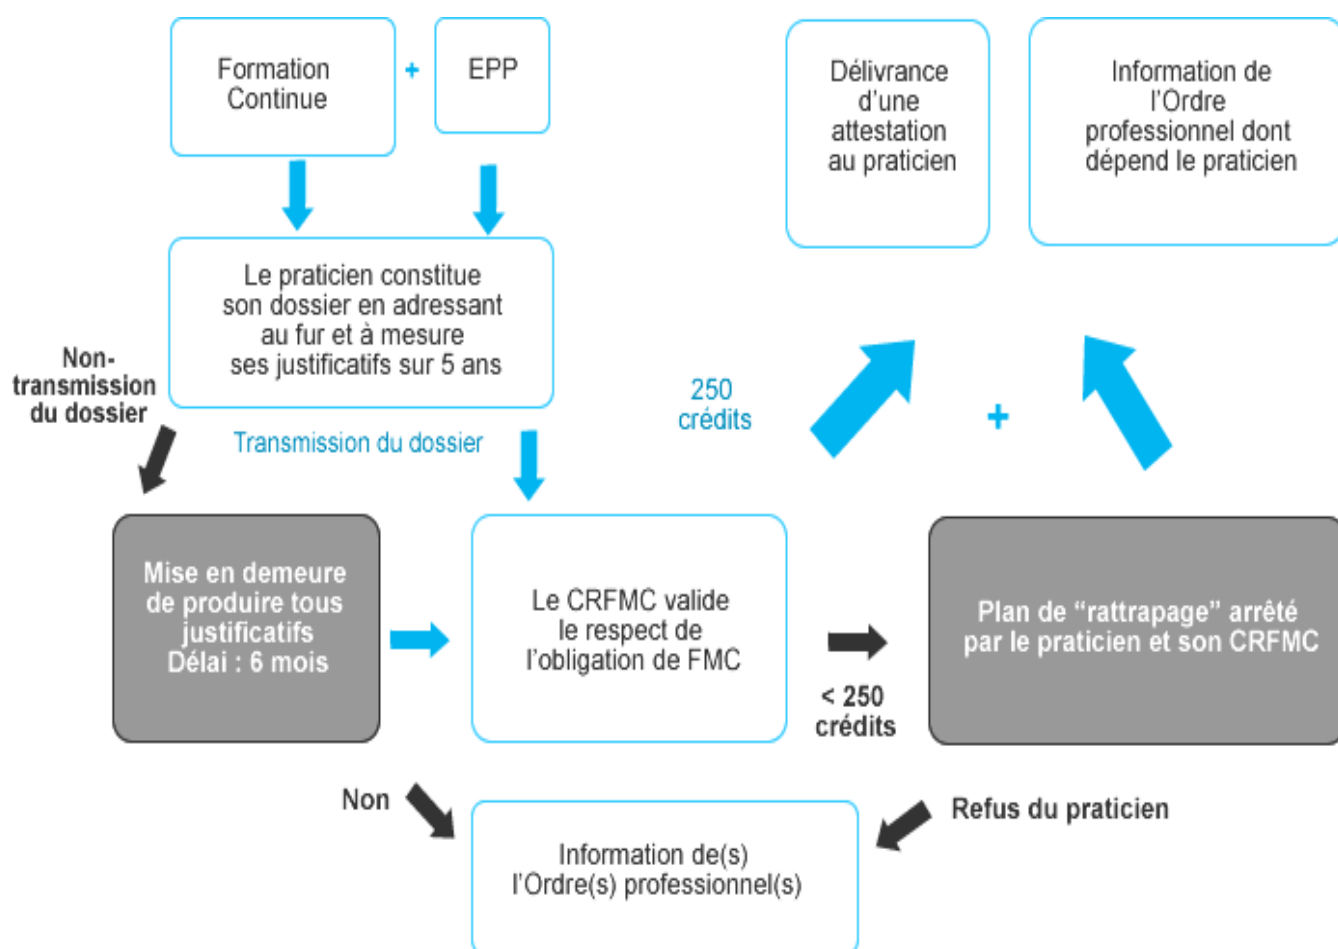 Formation
Continue
+
EPP
Délivrance
d’une
attestation
au praticien
Information de
l’Ordre
professionnel dont
dépend le praticien
Le praticien constitue
son dossier en adressant
au fur et à mesure
ses justificatifs sur 5 ans
Non-
transmission
du dossier
Transmission du dossier
250
crédits
+
Mise en demeure
de produire tous
justificatifs
Délai : 6 mois
Le CRFMC valide
le respect de
l’obligation de FMC
< 250
crédits
Plan de “rattrapage” arrêté
par le praticien et son CRFMC
Non
Refus du praticien
Information de(s)
l’Ordre(s) professionnel(s)